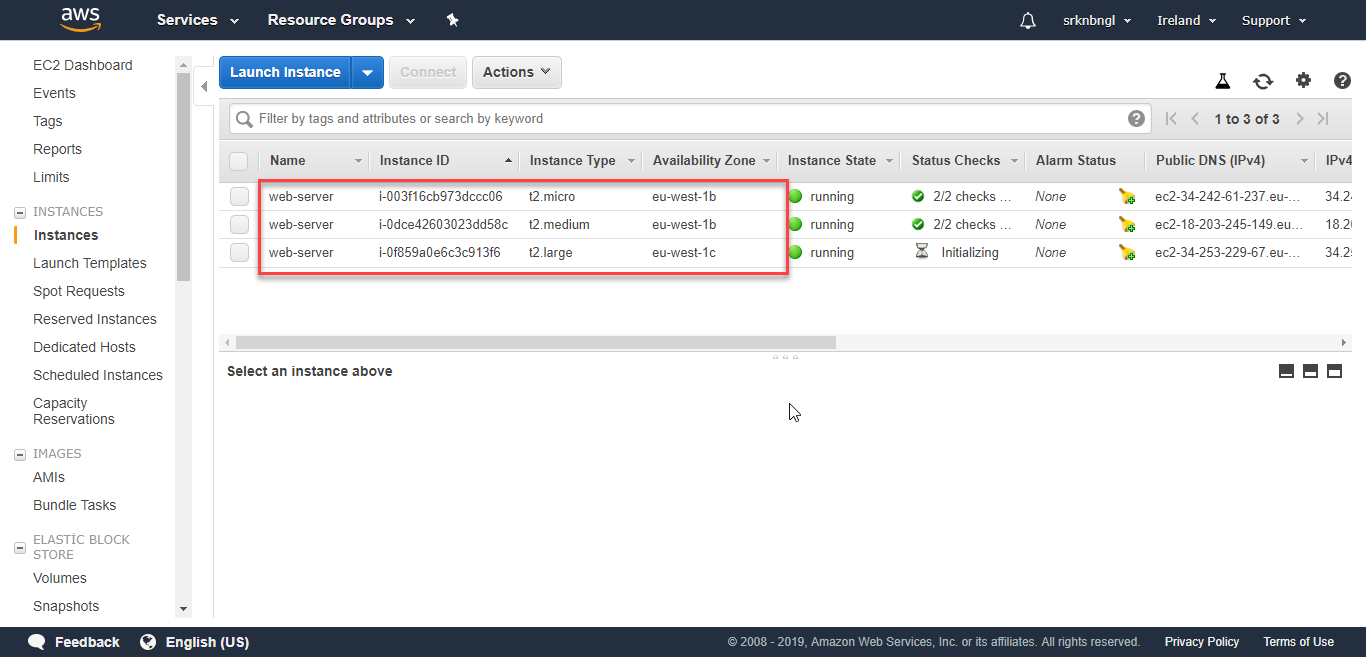 aws Services Resource Groups srknbngl Ireland Support
EC2 Dashboard
Events
Tags
Reports
Limits
INSTANCES
Instances
Launch Templates
Spot Requests
Reserved Instances
Dedicated Hosts
Scheduled Instances
Capacity
Reservations
IMAGES
AMIs
Bundle Tasks
ELASTİC BLOCK
STORE
Volumes
Snapshots
Launch Instance Connect Actions
Filter by tags and attributes or search by keyword 1 to 3 of 3
Name Instance ID Instance Type Availability Zone Instance State Status Checks Alarm Status Public DNS (IPv4) IPv4
web-server i-003f16cb973dccc06 t2.micro eu-west-1b running 2/2 checks ... None ec2-34-242-61-237.eu-... 34.24
web-server i-0dce42603023dd58c t2.medium eu-west-1b running 2/2 checks ... None ec2-18-203-245-149.eu... 18.20
web-server i-0f859a0e6c3c913f6 t2.large eu-west-1c running Initializing None ec2-34-253-229-67.eu-... 34.25
Select an instance above
Feedback English (US) © 2008 - 2019, Amazon Web Services, Inc. or its affiliates. All rights reserved. Privacy Policy Terms of Use